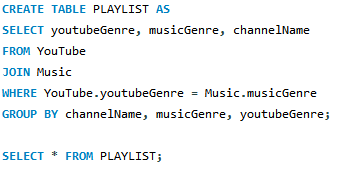 CREATE TABLE PLAYLIST AS
SELECT youtubeGenre, musicGenre, channelName
FROM YouTube
JOIN Music
WHERE YouTube.youtubeGenre = Music.musicGenre
GROUP BY channelName, musicGenre, youtubeGenre;
SELECT * FROM PLAYLIST;